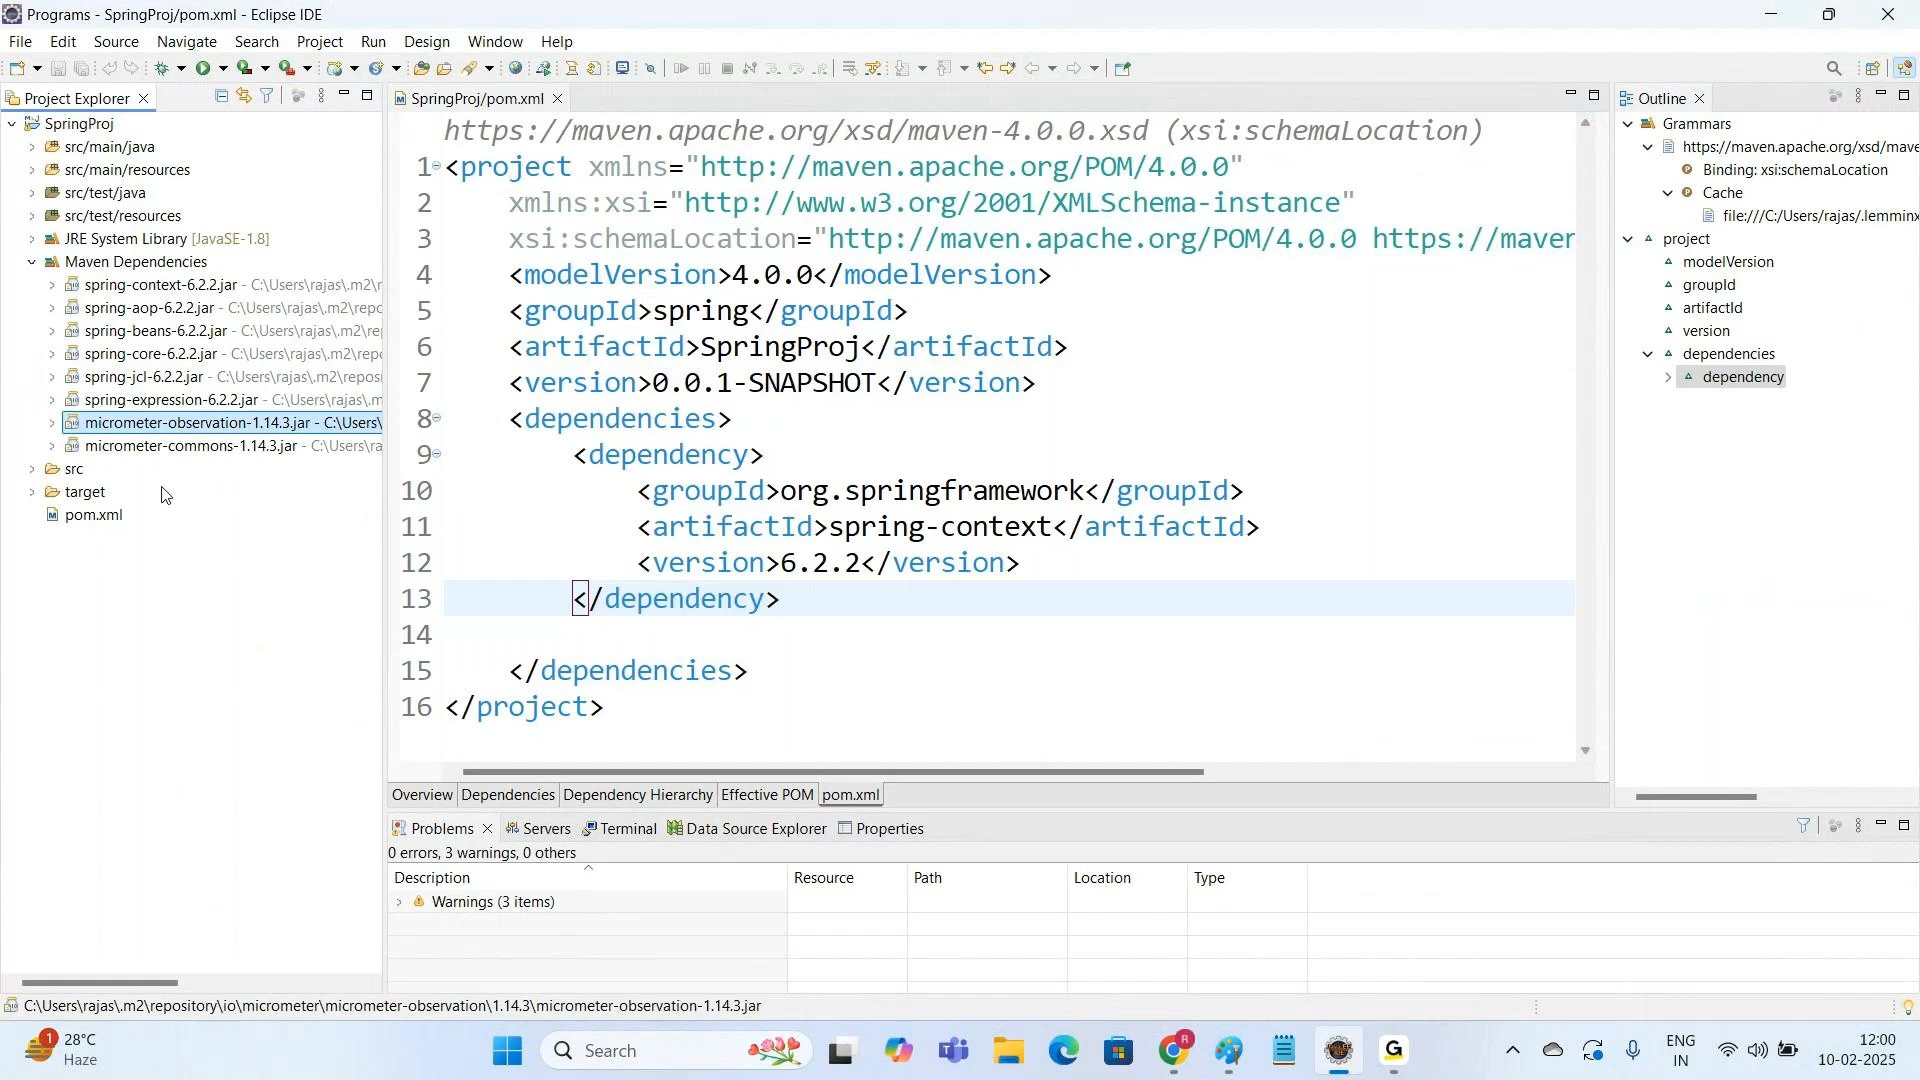 Programs - SpringProj/pom.xml - Eclipse IDE
File Edit Source Navigate Search Project Run Design Window Help
Project Explorer
SpringProj
src/main/java
src/main/resources
src/test/java
src/test/resources
JRE System Library [JavaSE-1.8]
Maven Dependencies
spring-context-6.2.2.jar - C:\Users\rajas\.m2\r
spring-aop-6.2.2.jar - C:\Users\rajas\.m2\repo
spring-beans-6.2.2.jar - C:\Users\rajas\.m2\re
spring-core-6.2.2.jar - C:\Users\rajas\.m2\rep
spring-jcl-6.2.2.jar - C:\Users\rajas\.m2\reposi
spring-expression-6.2.2.jar - C:\Users\rajas\.m
micrometer-observation-1.14.3.jar - C:\Users\
micrometer-commons-1.14.3.jar - C:\Users\ra
src
target
pom.xml
SpringProj/pom.xml
https://maven.apache.org/xsd/maven-4.0.0.xsd (xsi:schemaLocation)
1 <project xmlns="http://maven.apache.org/POM/4.0.0"
2 xmlns:xsi="http://www.w3.org/2001/XMLSchema-instance"
3 xsi:schemaLocation="http://maven.apache.org/POM/4.0.0 https://maven
4 <modelVersion>4.0.0</modelVersion>
5 <groupId>spring</groupId>
6 <artifactId>SpringProj</artifactId>
7 <version>0.0.1-SNAPSHOT</version>
8 <dependencies>
9 <dependency>
10 <groupId>org.springframework</groupId>
11 <artifactId>spring-context</artifactId>
12 <version>6.2.2</version>
13 </dependency>
14
15 </dependencies>
16 </project>
Overview Dependencies Dependency Hierarchy Effective POM pom.xml
Outline
Grammars
https://maven.apache.org/xsd/mave
Binding: xsi:schemaLocation
Cache
file:///C:/Users/rajas/.lemminx
project
modelVersion
groupId
artifactId
version
dependencies
dependency
Problems Servers Terminal Data Source Explorer Properties
0 errors, 3 warnings, 0 others
Description Resource Path Location Type
Warnings (3 items)
C:\Users\rajas\.m2\repository\io\micrometer\micrometer-observation\1.14.3\micrometer-observation-1.14.3.jar
1
28°C
Haze
Search
R
G
ENG
IN
12:00
10-02-2025